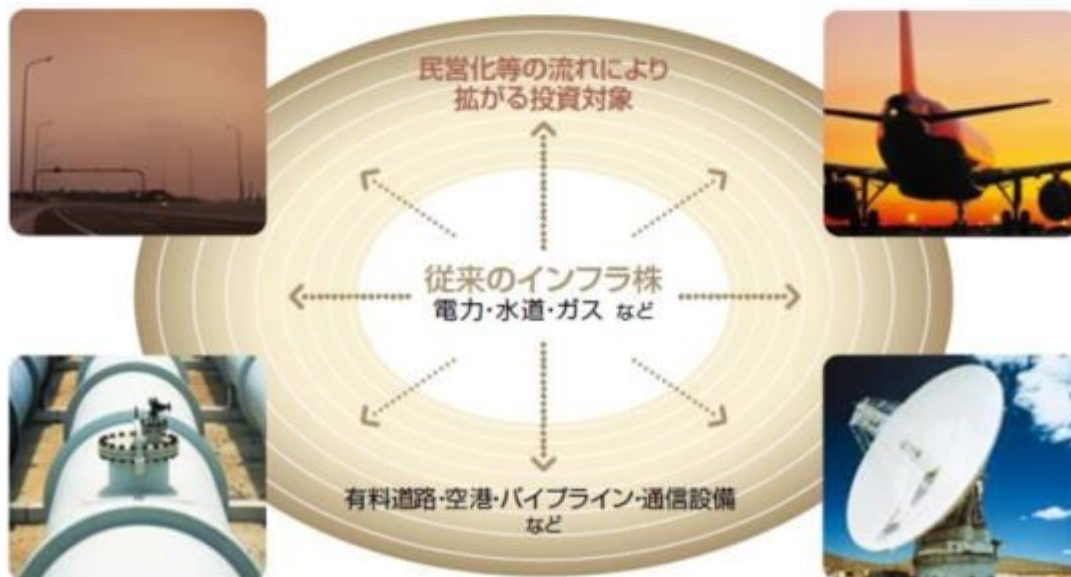 民営化等の流れにより
拡がる投資対象
従来のインフラ株
電力・水道・ガス など
有料道路・空港・パイプライン・通信設備
など